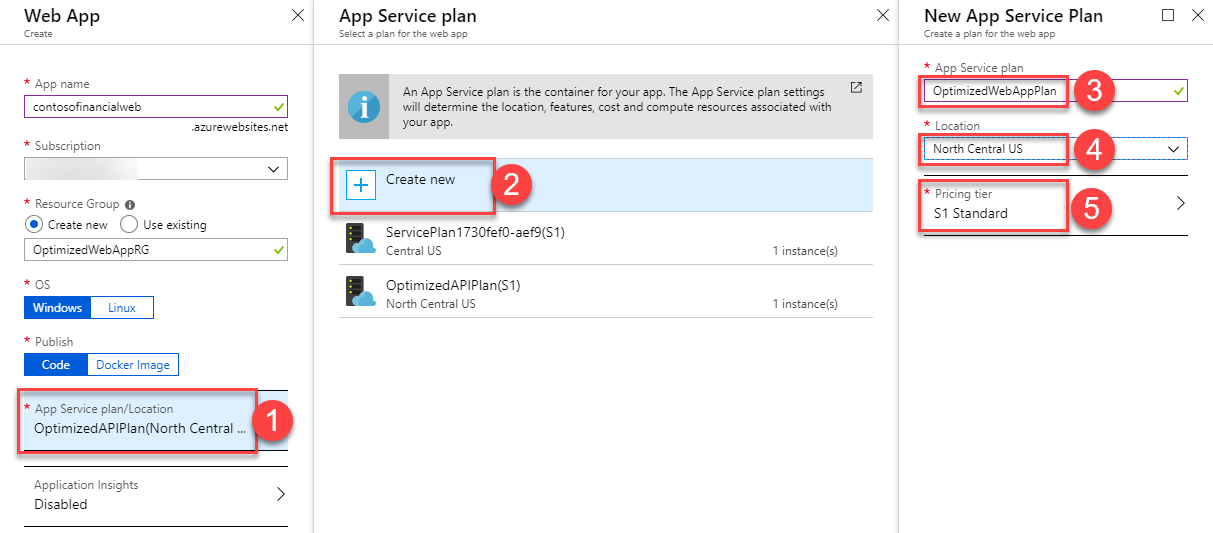 Web App
Create
* App name
contosofinancialweb
.azurewebsites.net
* Subscription
* Resource Group
Create new
Use existing
OptimizedWebAppRG
* OS
Windows
Linux
* Publish
Code
Docker Image
* App Service plan/Location
OptimizedAPIPlan(North Central ...
1
Application Insights
Disabled
App Service plan
Select a plan for the web app
An App Service plan is the container for your app. The App Service plan settings
will determine the location, features, cost and compute resources associated with
your app.
Create new
2
ServicePlan1730fef0-aef9(S1)
Central US
1 instance(s)
OptimizedAPIPlan(S1)
North Central US
1 instance(s)
New App Service Plan
Create a plan for the web app
* App Service plan
OptimizedWebAppPlan
3
* Location
North Central US
4
* Pricing tier
S1 Standard
5